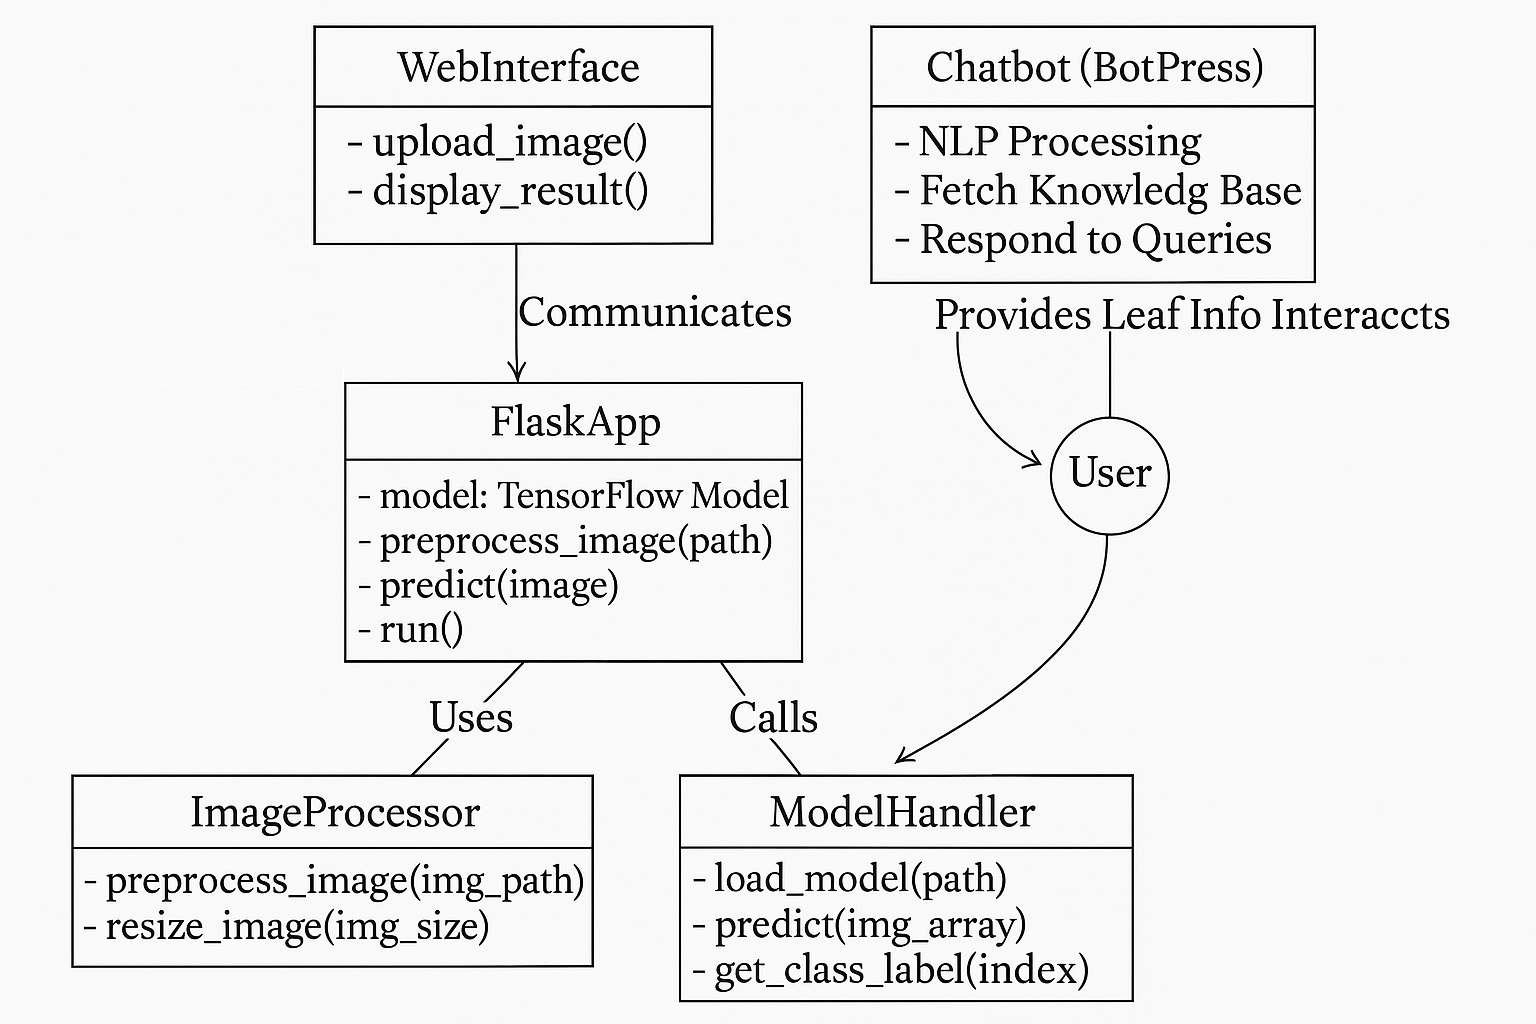 WebInterface
- upload_image()
- display_result()
Chatbot (BotPress)
- NLP Processing
- Fetch Knowledg Base
- Respond to Queries
Communicates
Provides Leaf Info Interaccts
FlaskApp
- model: TensorFlow Model
- preprocess_image(path)
- predict(image)
- run()
User
Uses
Calls
ImageProcessor
- preprocess_image(img_path)
- resize_image(img_size)
ModelHandler
- load_model(path)
- predict(img_array)
- get_class_label(index)